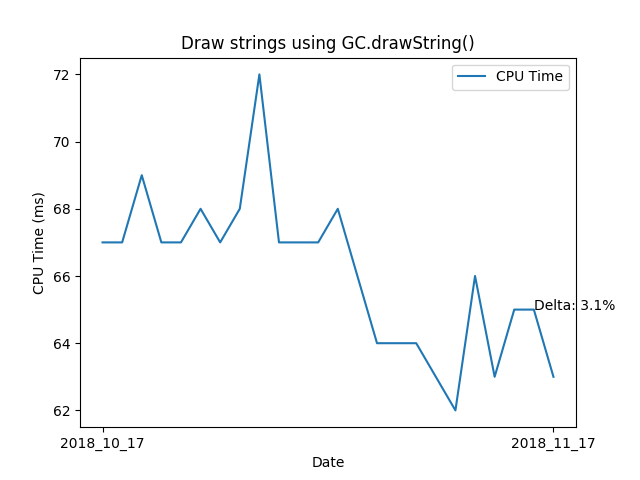 Draw strings using GC.drawString()
CPU Time
72
70
68
66
64
62
CPU Time (ms)
Delta: 3.1%
2018_10_17
2018_11_17
Date